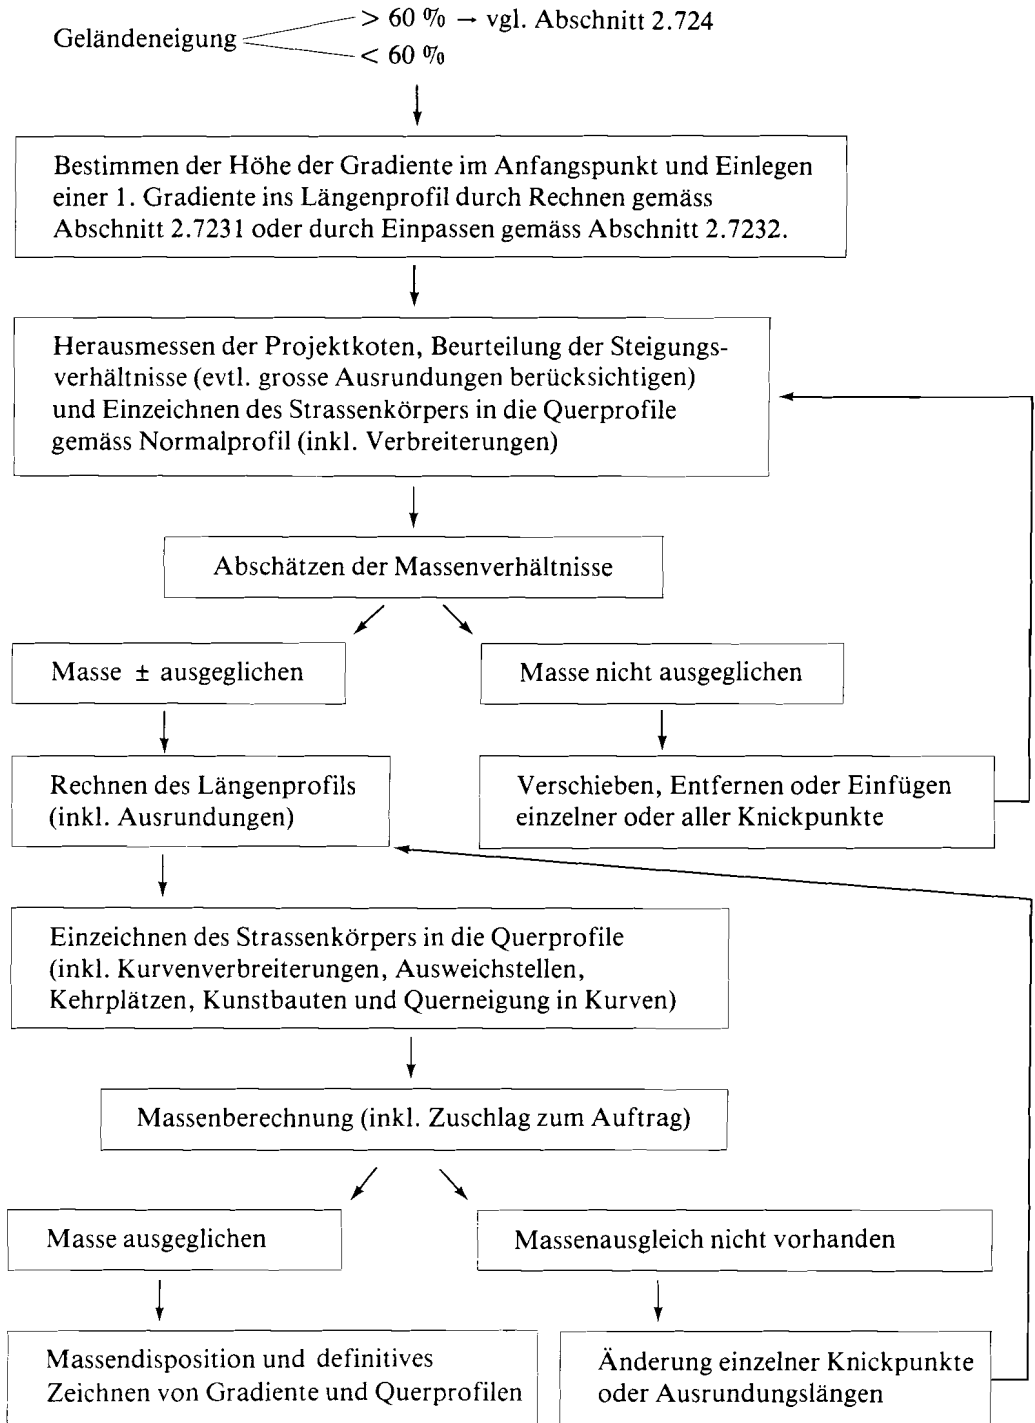 > 60 % → vgl. Abschnitt 2.724
Geländeneigung
< 60 %
Bestimmen der Höhe der Gradiente im Anfangspunkt und Einlegen
einer 1. Gradiente ins Längenprofil durch Rechnen gemäss
Abschnitt 2.7231 oder durch Einpassen gemäss Abschnitt 2.7232.
Herausmessen der Projektkoten, Beurteilung der Steigungs-
verhältnisse (evtl. grosse Ausrundungen berücksichtigen)
und Einzeichnen des Strassenkörpers in die Querprofile
gemäss Normalprofil (inkl. Verbreiterungen)
Abschätzen der Massenverhältnisse
Masse ± ausgeglichen
Masse nicht ausgeglichen
Rechnen des Längenprofils
(inkl. Ausrundungen)
Verschieben, Entfernen oder Einfügen
einzelner oder aller Knickpunkte
Einzeichnen des Strassenkörpers in die Querprofile
(inkl. Kurvenverbreiterungen, Ausweichstellen,
Kehrplätzen, Kunstbauten und Querneigung in Kurven)
Massenberechnung (inkl. Zuschlag zum Auftrag)
Masse ausgeglichen
Massenausgleich nicht vorhanden
Massendisposition und definitives
Zeichnen von Gradiente und Querprofilen
Änderung einzelner Knickpunkte
oder Ausrundungslängen